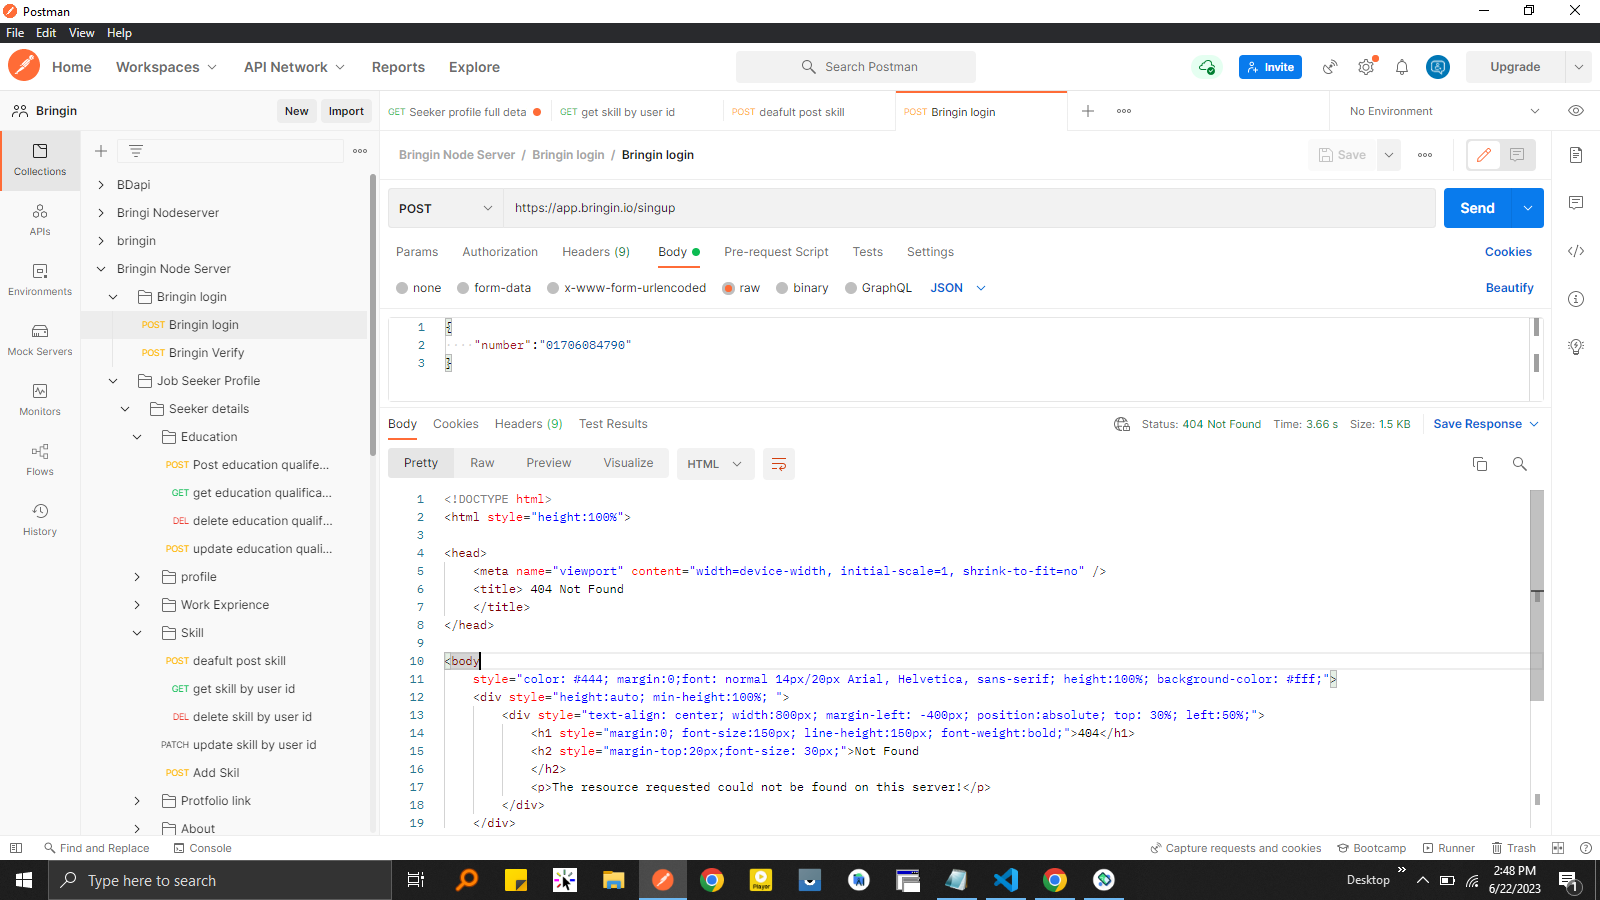 Postman
File Edit View Help
Home Workspaces API Network Reports Explore Search Postman Invite Upgrade
Bringin New Import
GET Seeker profile full deta GET get skill by user id POST deafult post skill POST Bringin login No Environment
Collections
APIs
Environments
Mock Servers
Monitors
Flows
History
BDapi
Bringi Nodeserver
bringin
Bringin Node Server
Bringin login
POST Bringin login
POST Bringin Verify
Job Seeker Profile
Seeker details
Education
POST Post education qualife...
GET get education qualifica...
DEL delete education qualif...
POST update education quali...
profile
Work Exprience
Skill
POST deafult post skill
GET get skill by user id
DEL delete skill by user id
PATCH update skill by user id
POST Add Skil
Protfolio link
About
Bringin Node Server / Bringin login / Bringin login Save
POST https://app.bringin.io/singup Send
Params Authorization Headers (9) Body Pre-request Script Tests Settings Cookies
none form-data x-www-form-urlencoded raw binary GraphQL JSON Beautify
1 {
2 "number":"01706084790"
3 }
Body Cookies Headers (9) Test Results Status: 404 Not Found Time: 3.66 s Size: 1.5 KB Save Response
Pretty Raw Preview Visualize HTML
1 <!DOCTYPE html>
2 <html style="height:100%">
3
4 <head>
5 <meta name="viewport" content="width=device-width, initial-scale=1, shrink-to-fit=no" />
6 <title> 404 Not Found
7 </title>
8 </head>
9
10 <body
11 style="color: #444; margin:0;font: normal 14px/20px Arial, Helvetica, sans-serif; height:100%; background-color: #fff;">
12 <div style="height:auto; min-height:100%; ">
13 <div style="text-align: center; width:800px; margin-left: -400px; position:absolute; top: 30%; left:50%;">
14 <h1 style="margin:0; font-size:150px; line-height:150px; font-weight:bold;">404</h1>
15 <h2 style="margin-top:20px;font-size: 30px;">Not Found
16 </h2>
17 <p>The resource requested could not be found on this server!</p>
18 </div>
19 </div>
Find and Replace Console Capture requests and cookies Bootcamp Runner Trash
Type here to search Player Desktop 2:48 PM
6/22/2023 1